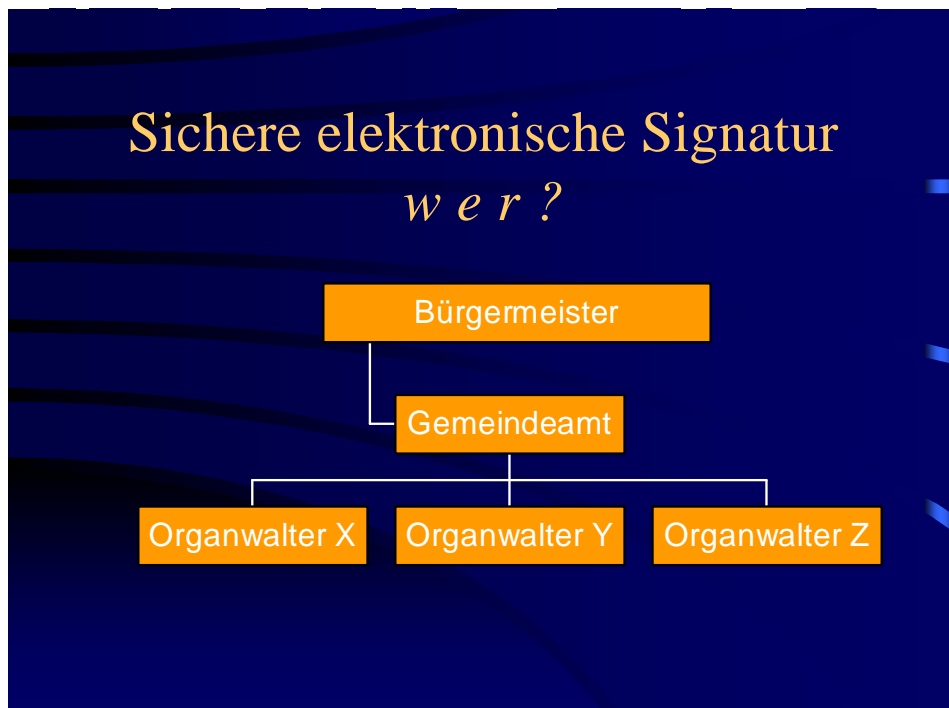 Sichere elektronische Signatur
w e r ?
Bürgermeister
Gemeindeamt
Organwalter X
Organwalter Y
Organwalter Z